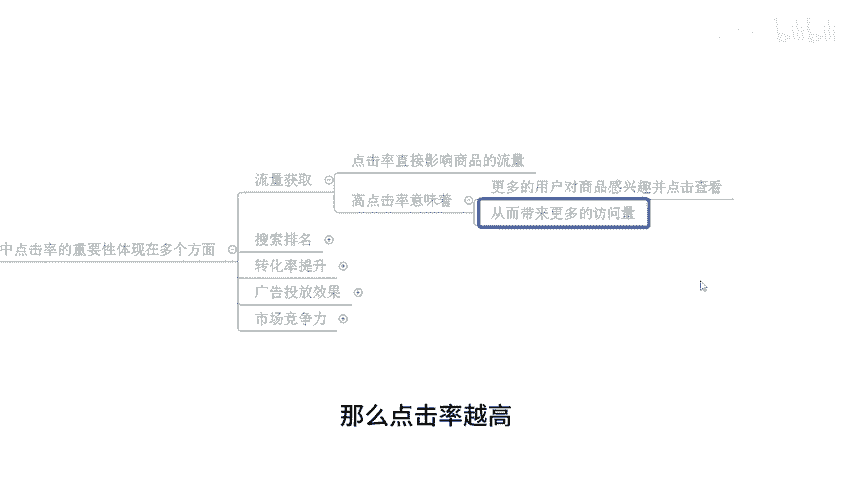 bilibili
点击率直接影响商品的流量
流量获取
更多的用户对商品感兴趣并点击查看
高点击率意味着
从而带来更多的访问量
搜索排名
中点击率的重要性体现在多个方面
转化率提升
广告投放效果
市场竞争力
那么点击率越高